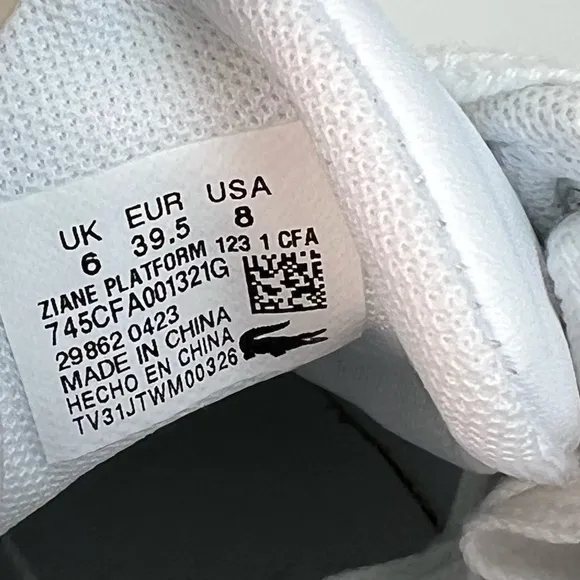 UK EUR USA
6 39.5 8
ZIANE PLATFORM 123 1 CFA
745CFA001321G
29862 0423
MADE IN CHINA
HECHO EN CHINA
TV31JTWM00326